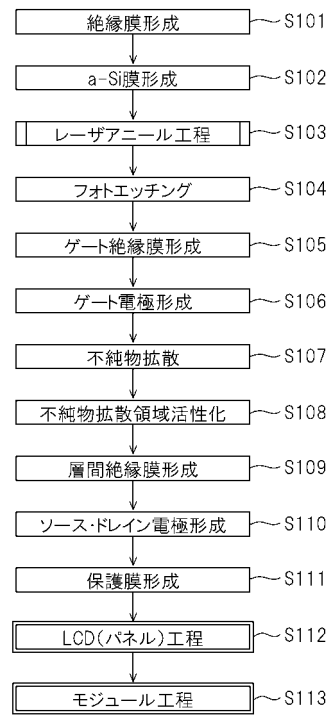 絶縁膜形成 S101
a-Si膜形成 S102
レーザアニール工程 S103
フォトエッチング S104
ゲート絶縁膜形成 S105
ゲート電極形成 S106
不純物拡散 S107
不純物拡散領域活性化 S108
層間絶縁膜形成 S109
ソース・ドレイン電極形成 S110
保護膜形成 S111
LCD(パネル)工程 S112
モジュール工程 S113